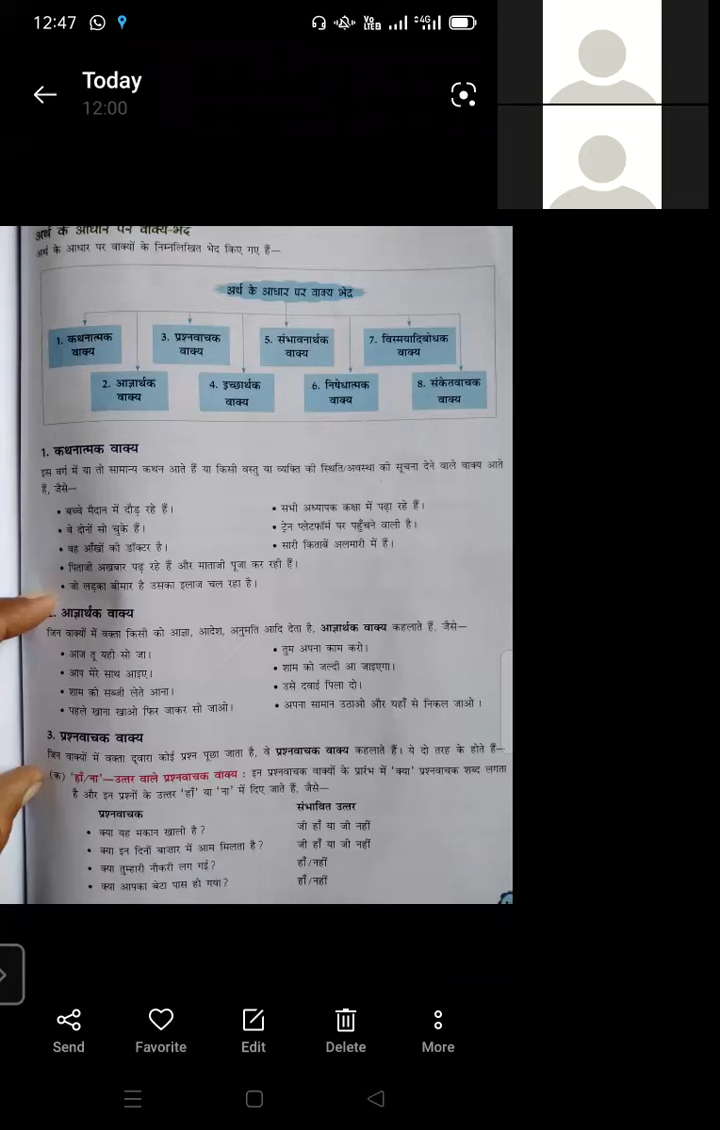 12:47
Vo LTE 2
4G
Today
12:00
अर्थ के आधार पर वाक्य-भेद
अर्थ के आधार पर वाक्यों के निम्नलिखित भेद किए गए हैं—
अर्थ के आधार पर वाक्य भेद
1. कथनात्मक वाक्य
3. प्रश्नवाचक वाक्य
5. संभावनार्थक वाक्य
7. विस्मयादिबोधक वाक्य
2. आज्ञार्थक वाक्य
4. इच्छार्थक वाक्य
6. निषेधात्मक वाक्य
8. संकेतवाचक वाक्य
1. कथनात्मक वाक्य
इस वर्ग में या तो सामान्य कथन आते हैं या किसी वस्तु या व्यक्ति की स्थिति/अवस्था की सूचना देने वाले वाक्य आते
हैं, जैसे—
• बच्चे मैदान में दौड़ रहे हैं।
• सभी अध्यापक कक्षा में पढ़ा रहे हैं।
• वे दोनों सो चुके हैं।
• ट्रेन प्लेटफॉर्म पर पहुँचने वाली है।
• वह आँखों की डॉक्टर है।
• सारी किताबें अलमारी में हैं।
• पिताजी अखबार पढ़ रहे हैं और माताजी पूजा कर रही हैं।
• जो लड़का बीमार है उसका इलाज चल रहा है।
2. आज्ञार्थक वाक्य
जिन वाक्यों में वक्ता किसी को आज्ञा, आदेश, अनुमति आदि देता है, आज्ञार्थक वाक्य कहलाते हैं, जैसे—
• आज तू यही सो जा।
• तुम अपना काम करो।
• आप मेरे साथ आइए।
• शाम को जल्दी आ जाइएगा।
• शाम को सब्जी लेते आना।
• उसे दवाई पिला दो।
• पहले खाना खाओ फिर जाकर सो जाओ।
• अपना सामान उठाओ और यहाँ से निकल जाओ।
3. प्रश्नवाचक वाक्य
जिन वाक्यों में वक्ता द्वारा कोई प्रश्न पूछा जाता है, वे प्रश्नवाचक वाक्य कहलाते हैं। ये दो तरह के होते हैं—
(क) 'हाँ/ना'—उत्तर वाले प्रश्नवाचक वाक्य : इन प्रश्नवाचक वाक्यों के प्रारंभ में 'क्या' प्रश्नवाचक शब्द लगता
है और इन प्रश्नों के उत्तर 'हाँ' या 'ना' में दिए जाते हैं, जैसे—
प्रश्नवाचक
संभावित उत्तर
• क्या यह मकान खाली है?
जी हाँ या जी नहीं
• क्या इन दिनों बाज़ार में आम मिलता है?
जी हाँ या जी नहीं
• क्या तुम्हारी नौकरी लग गई?
हाँ/नहीं
• क्या आपका बेटा पास हो गया?
हाँ/नहीं
Send
Favorite
Edit
Delete
More